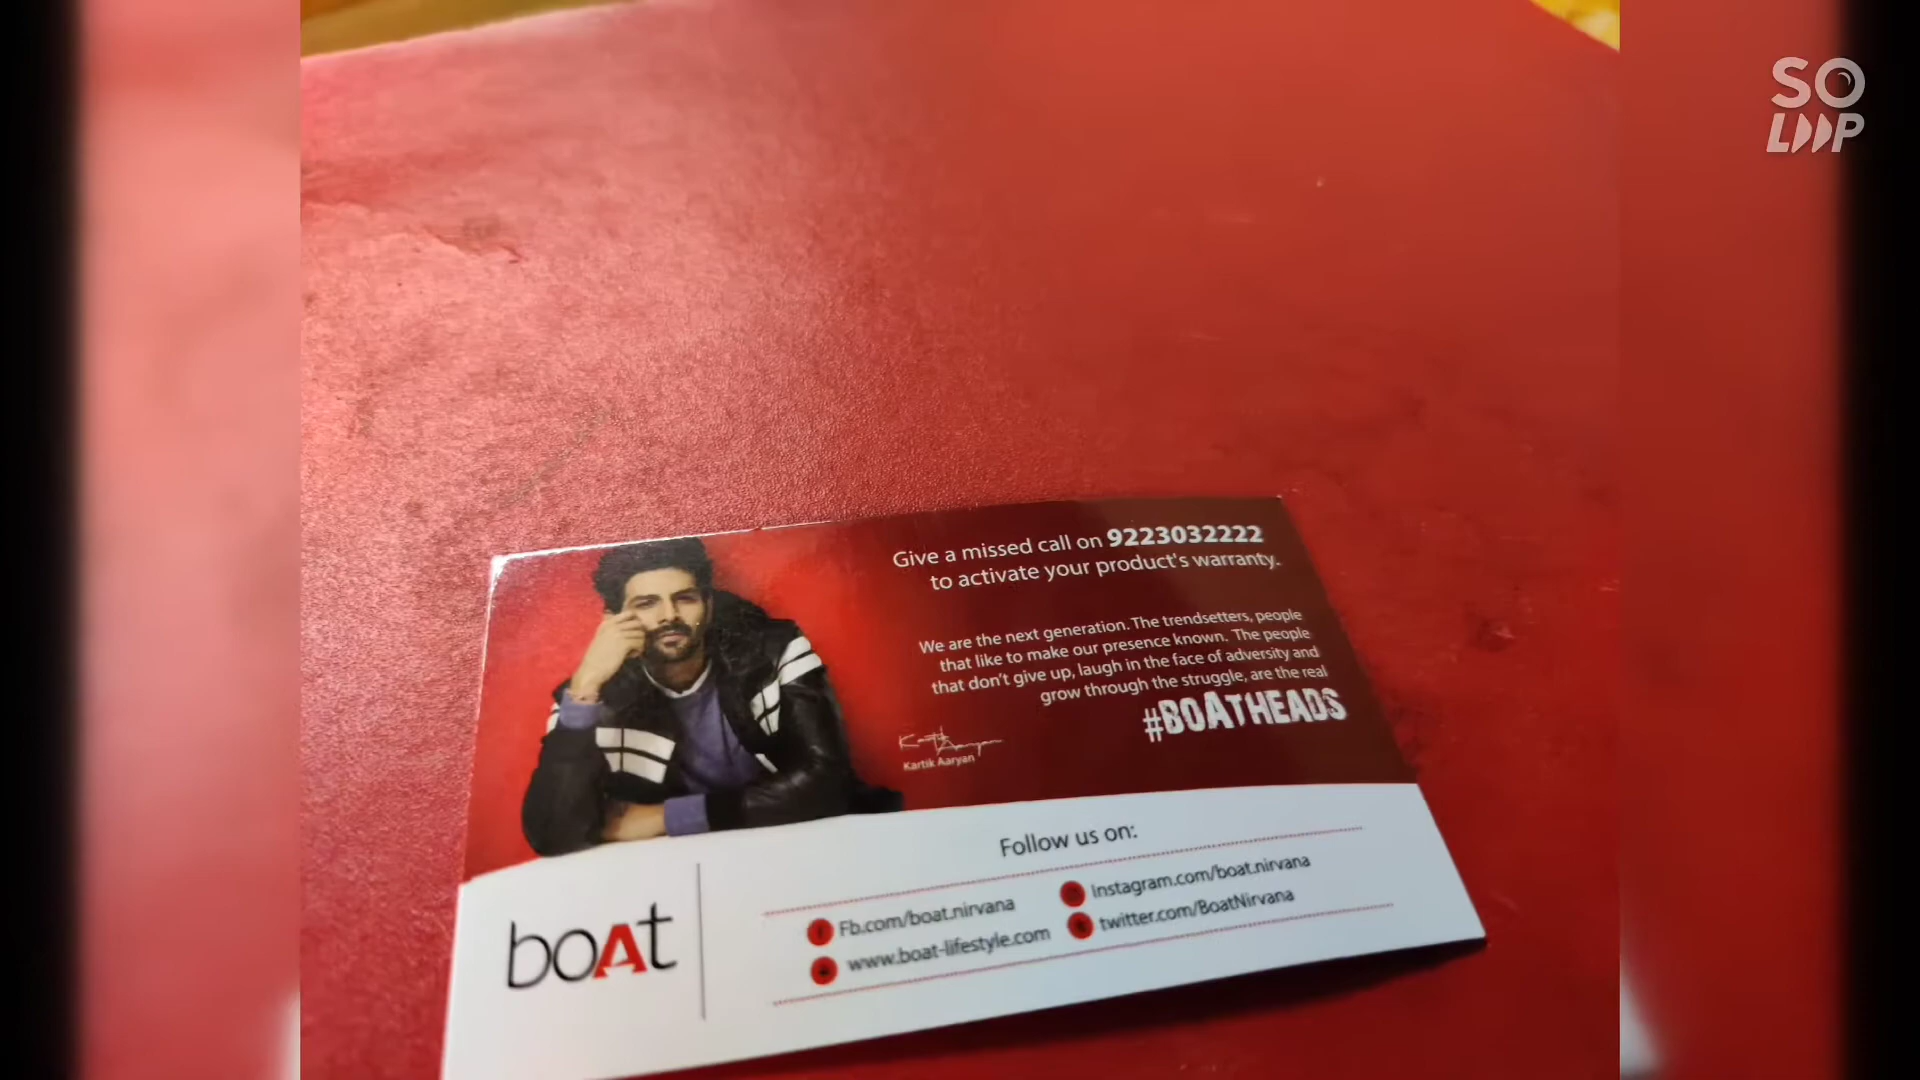 SO
LOOP
Give a missed call on 9223032222
to activate your product's warranty.
We are the next generation. The trendsetters, people
that like to make our presence known. The people
that don't give up, laugh in the face of adversity and
grow through the struggle, are the real
#BOATHEADS
Kartik Aaryan
Kartik Aaryan
Follow us on:
Fb.com/boat.nirvana
Instagram.com/boat.nirvana
www.boat-lifestyle.com
twitter.com/BoatNirvana
boAt